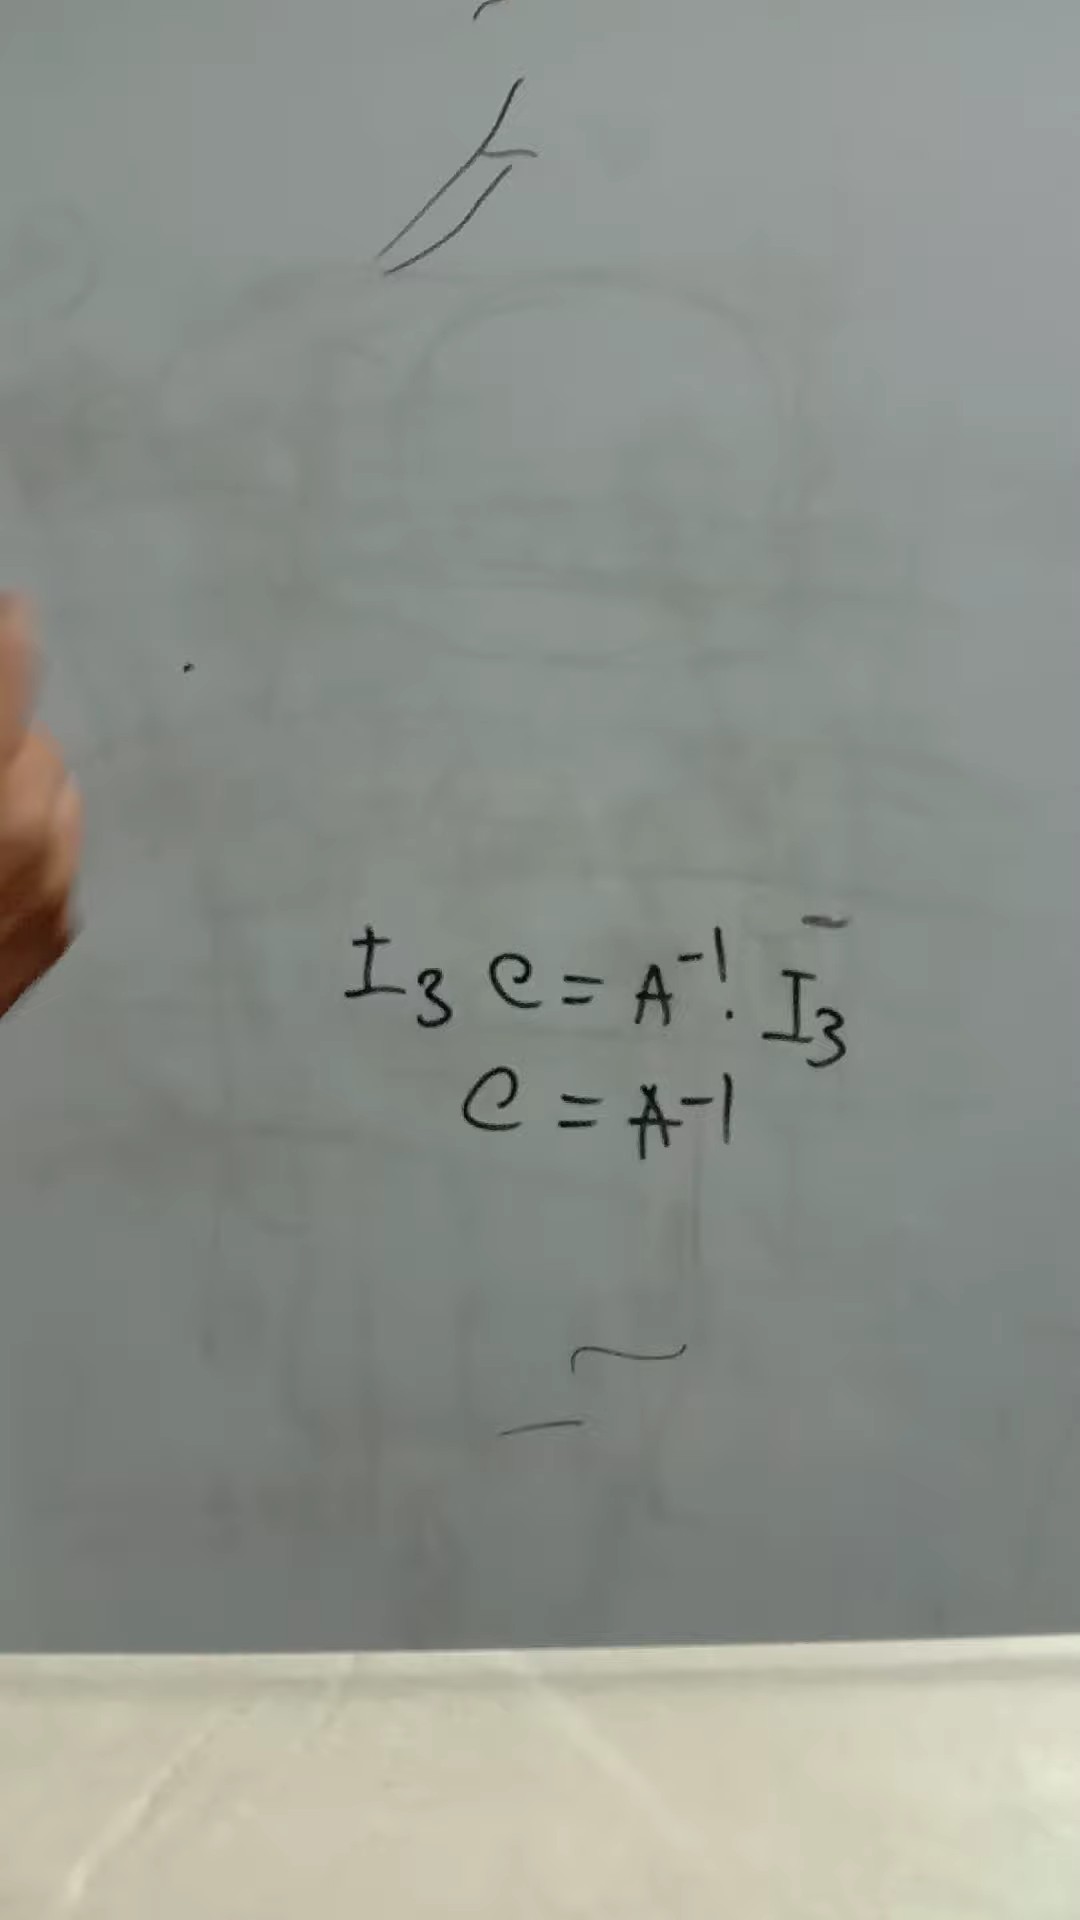 I₃ C = A⁻¹. I₃
C = A-1